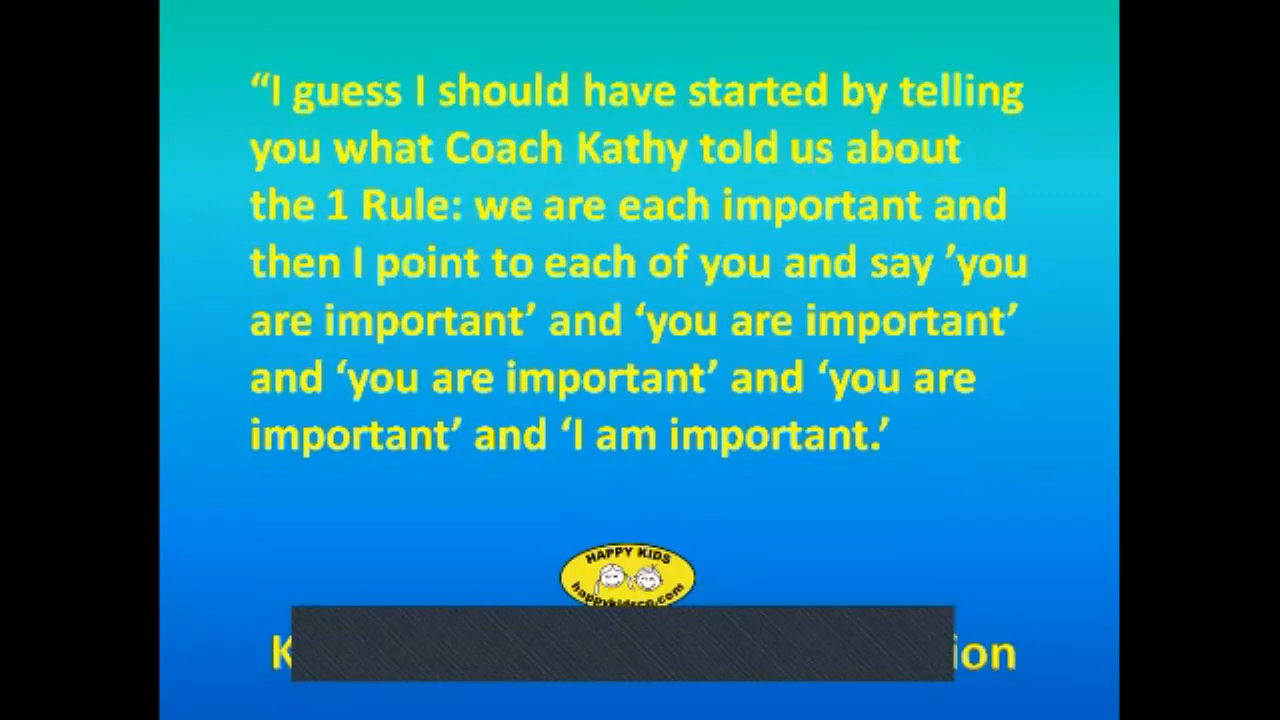 “I guess I should have started by telling
you what Coach Kathy told us about
the 1 Rule: we are each important and
then I point to each of you and say ’you
are important’ and ‘you are important’
and ‘you are important’ and ‘you are
important’ and ‘I am important.’
HAPPY KIDS